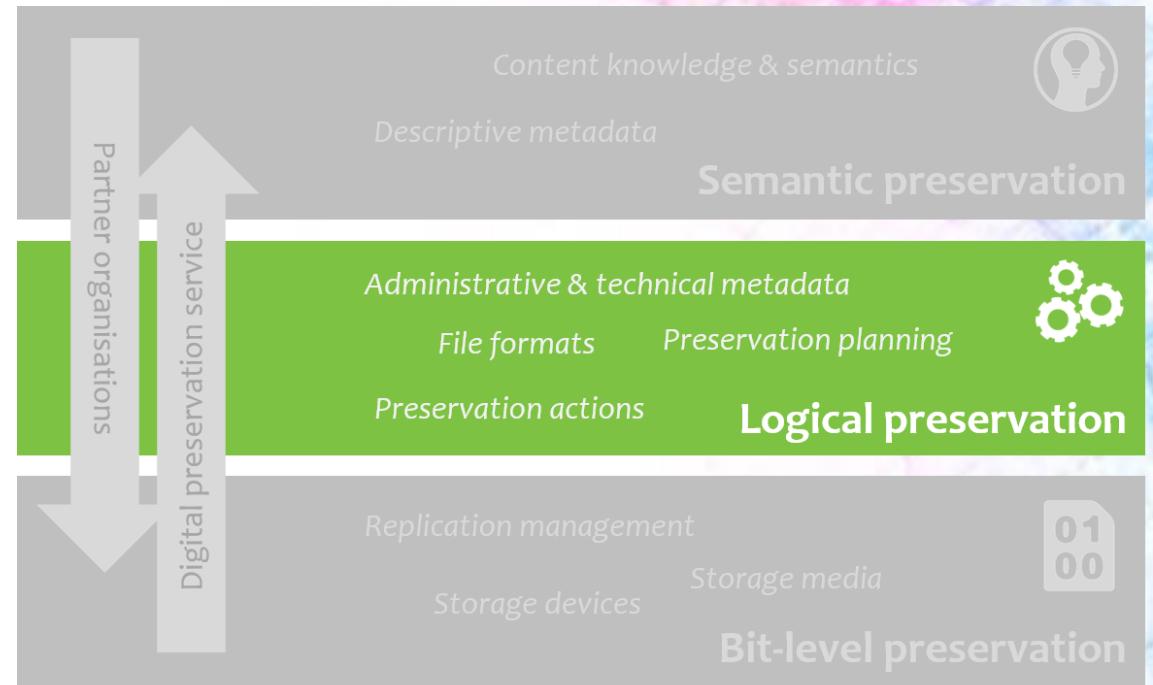 Content knowledge & semantics
Descriptive metadata
Semantic preservation
Partner organisations
Digital preservation service
Administrative & technical metadata
File formats
Preservation planning
Preservation actions
Logical preservation
Replication management
Storage media
Storage devices
Bit-level preservation
01
00